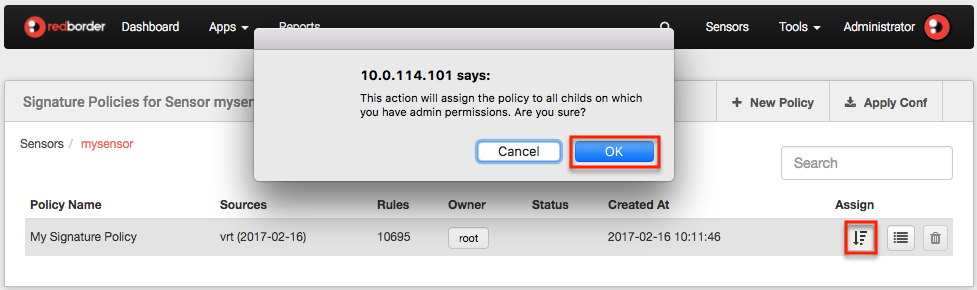 redborder Dashboard Apps Reports Sensors Tools Administrator
10.0.114.101 says:
This action will assign the policy to all childs on which
you have admin permissions. Are you sure?
Cancel OK
Signature Policies for Sensor mysen
+ New Policy Apply Conf
Sensors / mysensor
Search
Policy Name Sources Rules Owner Status Created At Assign
My Signature Policy vrt (2017-02-16) 10695 root 2017-02-16 10:11:46